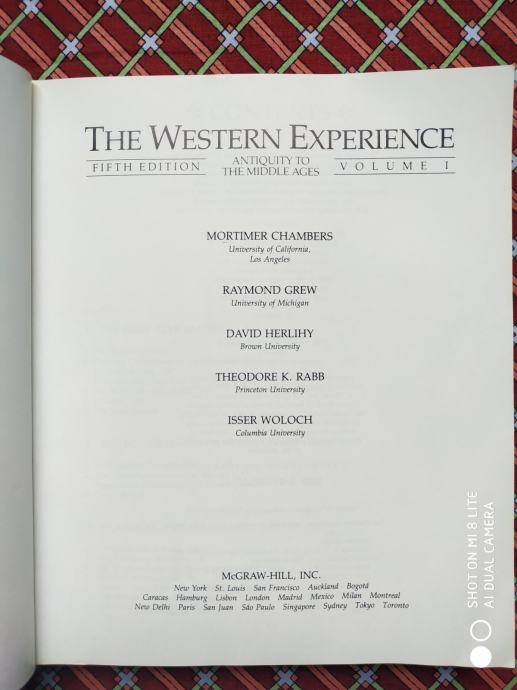 THE WESTERN EXPERIENCE
FIFTH EDITION
ANTIQUITY TO
THE MIDDLE AGES
VOLUME I
MORTIMER CHAMBERS
University of California,
Los Angeles
RAYMOND GREW
University of Michigan
DAVID HERLIHY
Brown University
THEODORE K. RABB
Princeton University
ISSER WOLOCH
Columbia University
McGRAW-HILL, INC.
New York St. Louis San Francisco Auckland Bogotá
Caracas Hamburg Lisbon London Madrid Mexico Milan Montreal
New Delhi Paris San Juan São Paulo Singapore Sydney Tokyo Toronto
SHOT ON MI 8 LITE
AI DUAL CAMERA